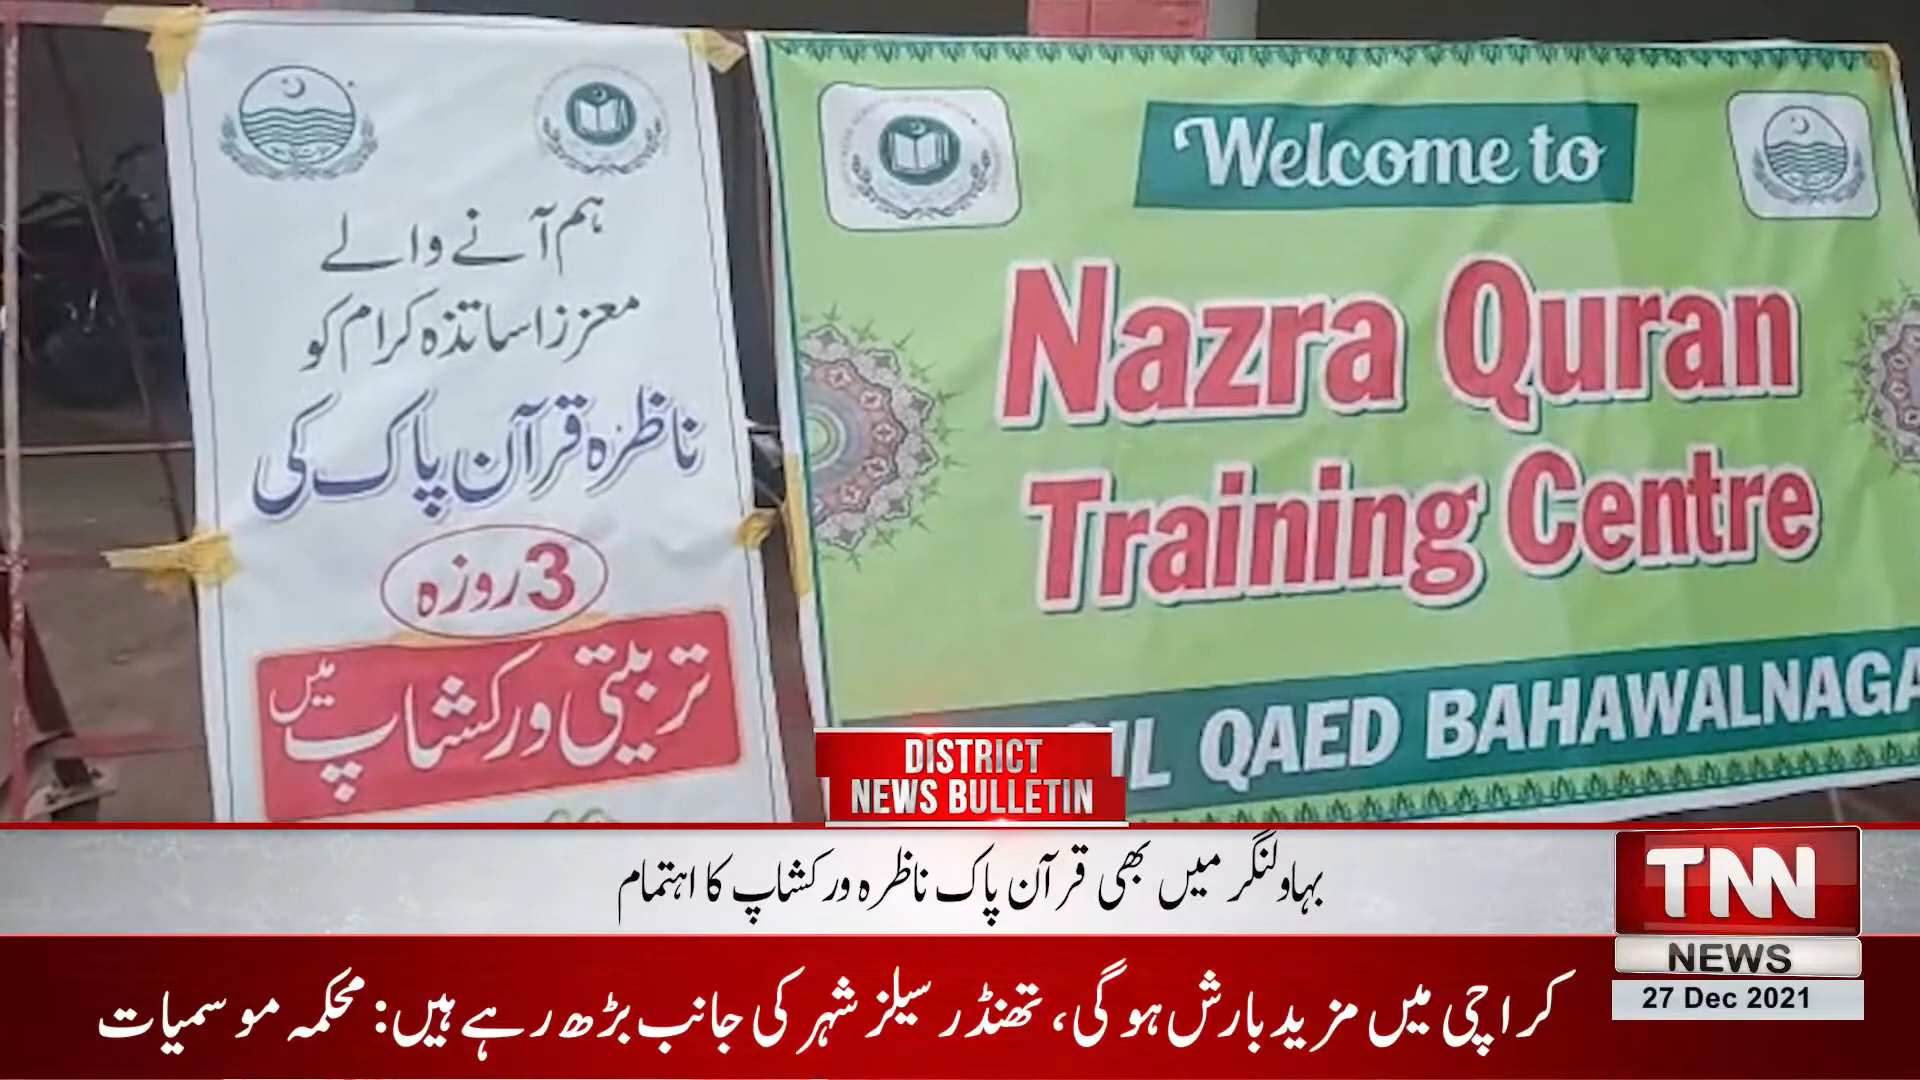 ہم آنے والے
معزز اساتذہ کرام کو
ناظرہ قرآن پاک کی
3 روزہ
تربیتی ورکشاپ میں
Welcome to
Nazra Quran
Training Centre
QAED BAHAWALNAGA
DISTRICT
NEWS BULLETIN
بہاولنگر میں بھی قرآن پاک ناظرہ ورکشاپ کا اہتمام
کراچی میں مزید بارش ہوگی، تھنڈر سیلز شہر کی جانب بڑھ رہے ہیں: محکمہ موسمیات
TNN
NEWS
27 Dec 2021